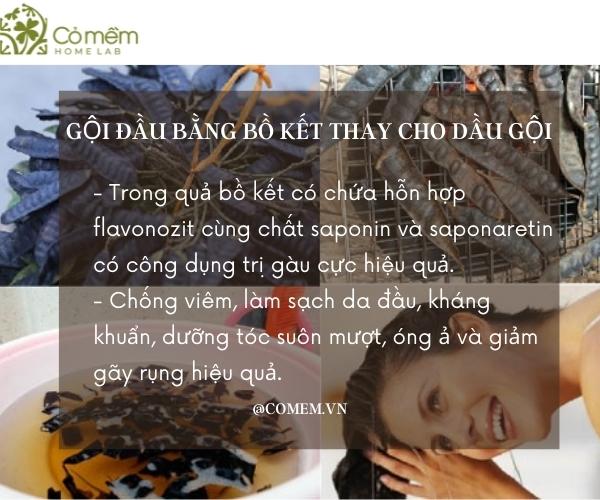 Cỏ mềm
HOME LAB
GỘI ĐẦU BẰNG BỒ KẾT THAY CHO DẦU GỘI
- Trong quả bồ kết có chứa hỗn hợp
flavonozit cùng chất saponin và saponaretin
có công dụng trị gàu cực hiệu quả.
- Chống viêm, làm sạch da đầu, kháng
khuẩn, dưỡng tóc suôn mượt, óng ả và giảm
gãy rụng hiệu quả.
@COMEM.VN